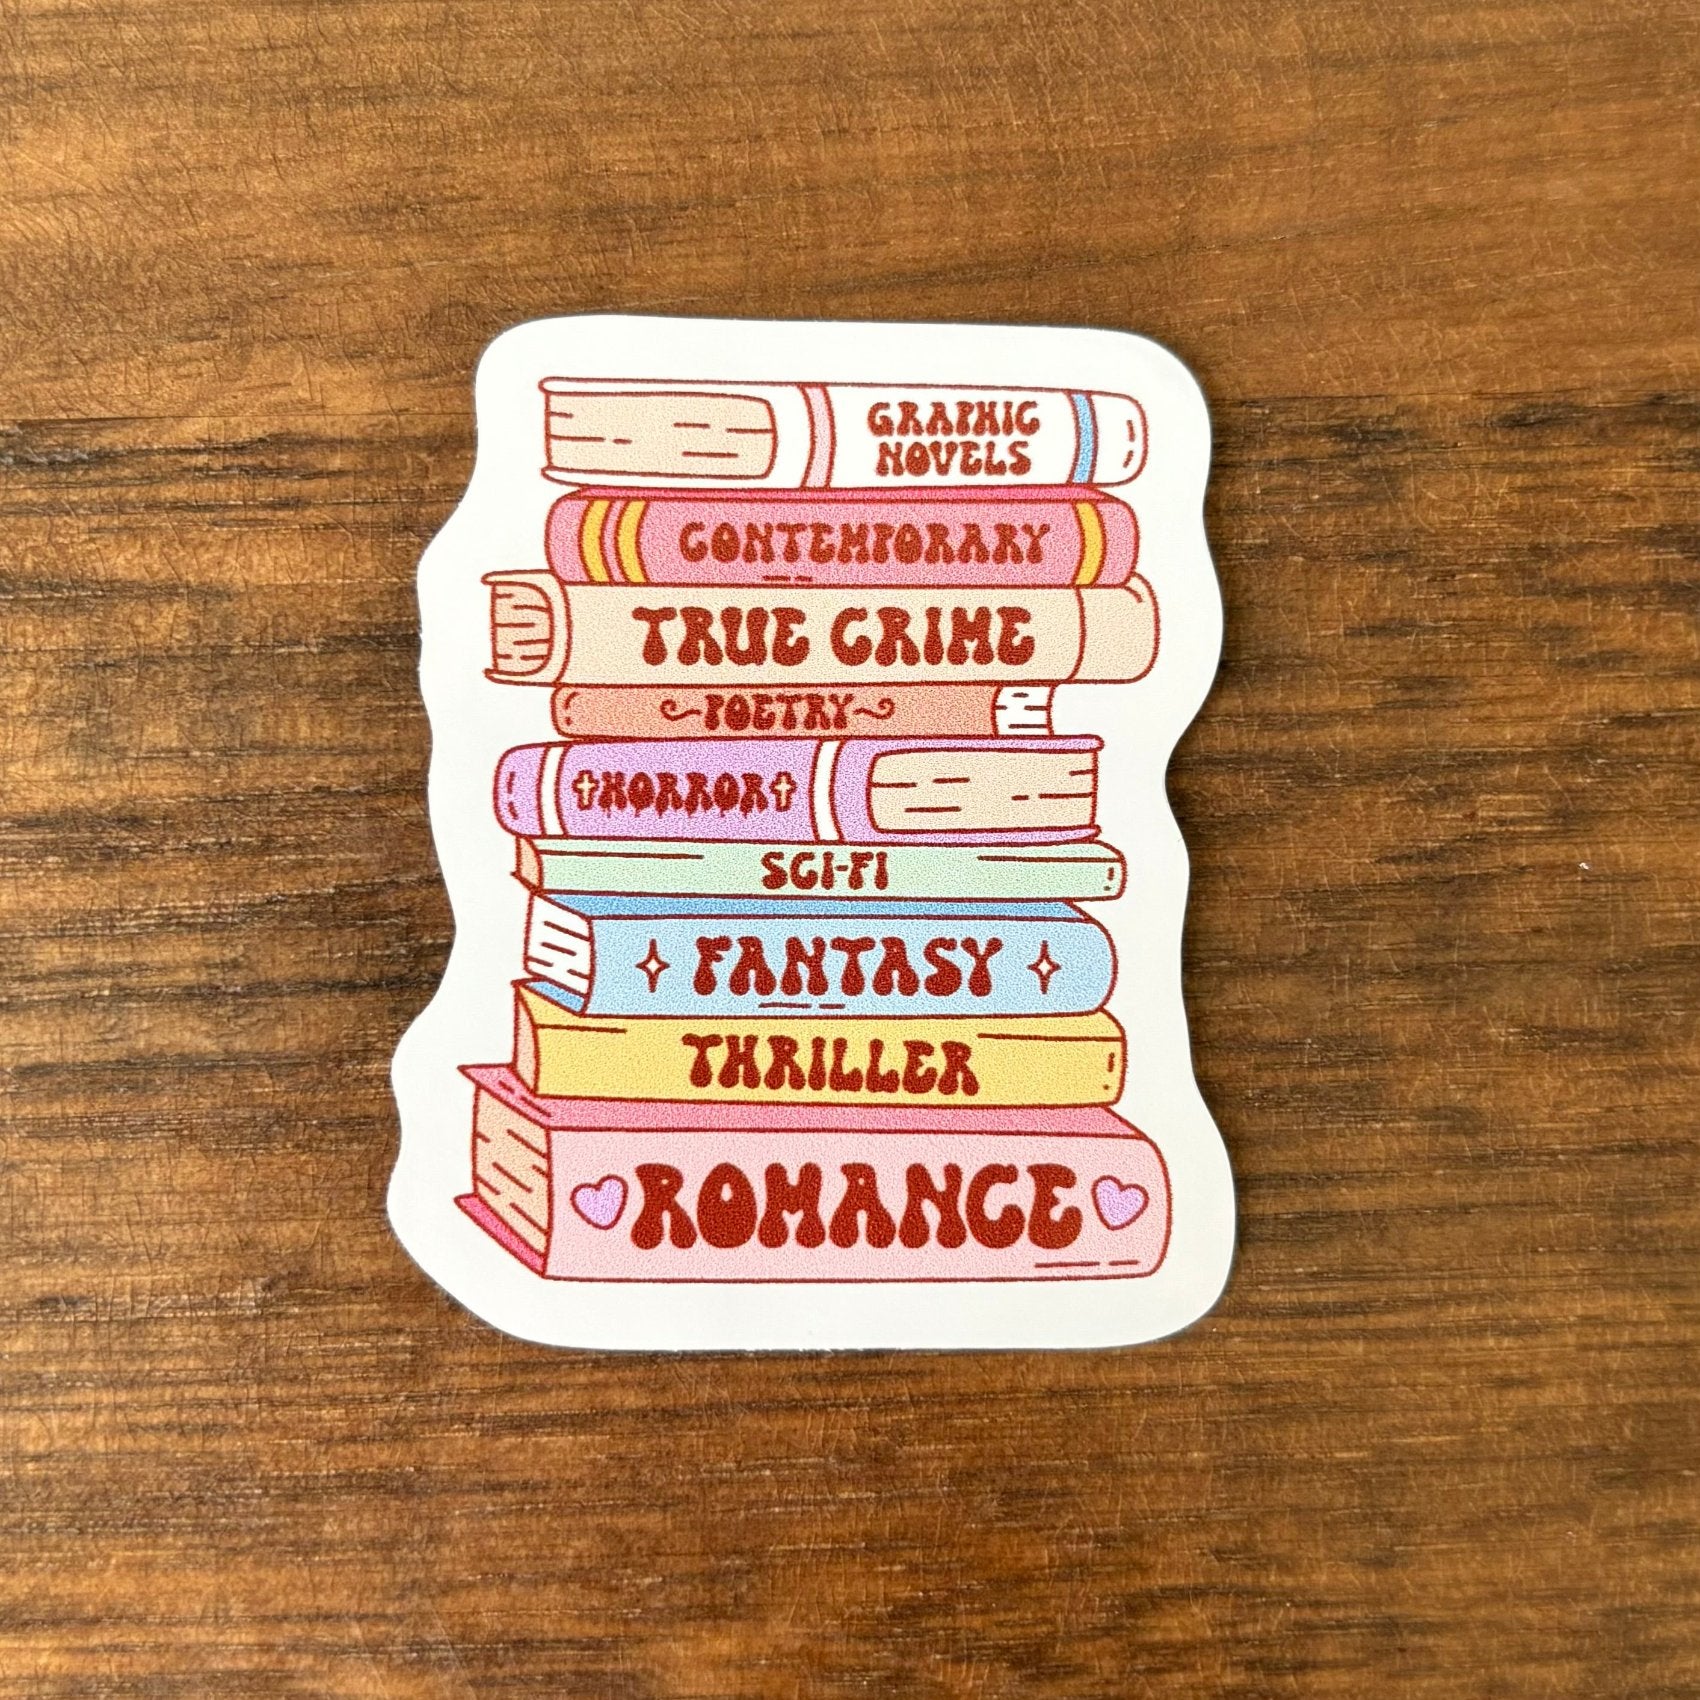 GRAPHIC
NOVELS
CONTEMPORARY
TRUE CRIME
POETRY
HORROR
SCI-FI
FANTASY
THRILLER
ROMANCE